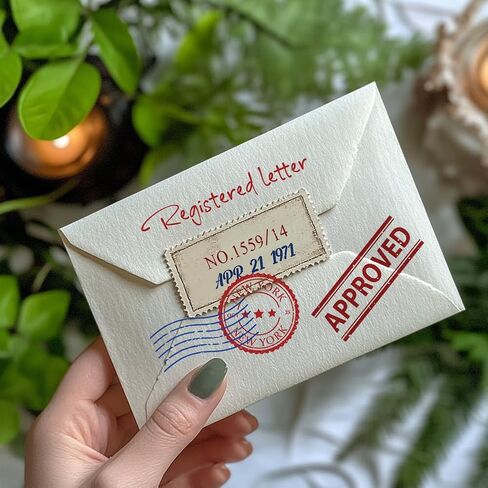 Registered letter
NO.1559/14
APR 21 1971
NEW YORK
NEW YORK
APPROVED